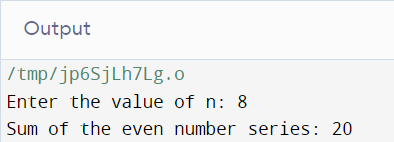 Output
/tmp/jp6SjLh7Lg.o
Enter the value of n: 8
Sum of the even number series: 20